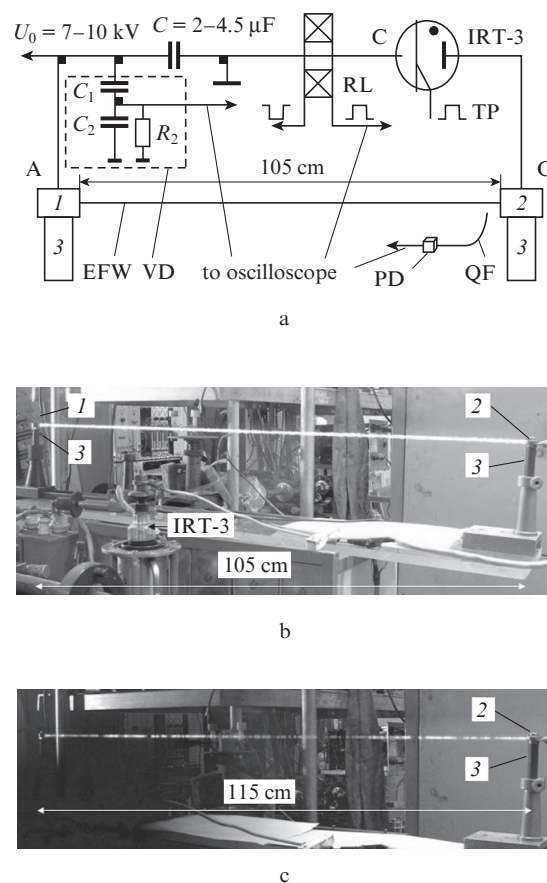 U₀ = 7–10 kV
C = 2–4.5 μF
C
IRT-3
C₁
C₂
R₂
RL
TP
A
105 cm
C
1
2
3
3
EFW
VD
to oscilloscope
PD
QF
a
1
2
3
3
IRT-3
105 cm
b
2
3
115 cm
c